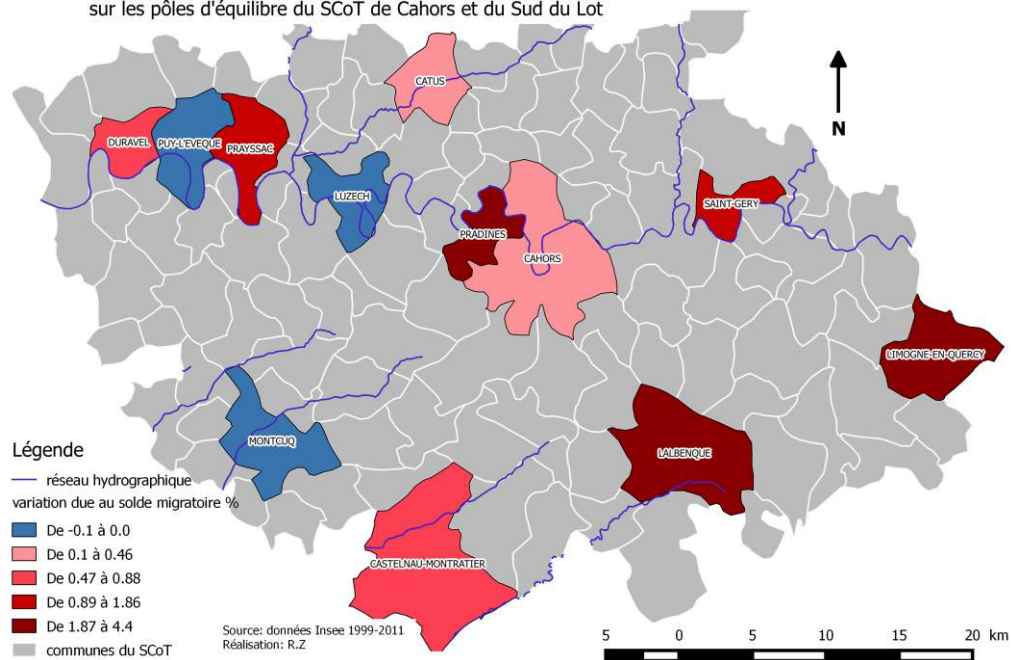 sur les pôles d'équilibre du SCoT de Cahors et du Sud du Lot
CATUS
N
DURAVEL
PUY-L'EVEQUE
PRAYSSAC
LUZECH
SAINT-GERY
PRADINES
CAHORS
LIMOGNE-EN-QUERCY
MONTCUQ
LALBENQUE
CASTELNAU-MONTRATIER
Légende
réseau hydrographique
variation due au solde migratoire %
De -0.1 à 0.0
De 0.1 à 0.46
De 0.47 à 0.88
De 0.89 à 1.86
De 1.87 à 4.4
communes du SCoT
Source: données Insee 1999-2011
Réalisation: R.Z
5 0 5 10 15 20 km